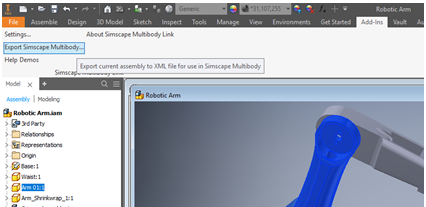 Generic
*31,107,255
Robotic Arm
File Assemble Design 3D Model Sketch Inspect Tools Manage View Environments Get Started Add-Ins Vault
Settings... About Simscape Multibody Link
Export Simscape Multibody...
Help Demos
Export current assembly to XML file for use in Simscape Multibody
Simscape Multibody Link
Model
Assembly Modeling
Robotic Arm
Robotic Arm.iam
3rd Party
Relationships
Representations
Origin
Base:1
Waist:1
Arm 01:1
Arm_Shrinkwrap_1:1